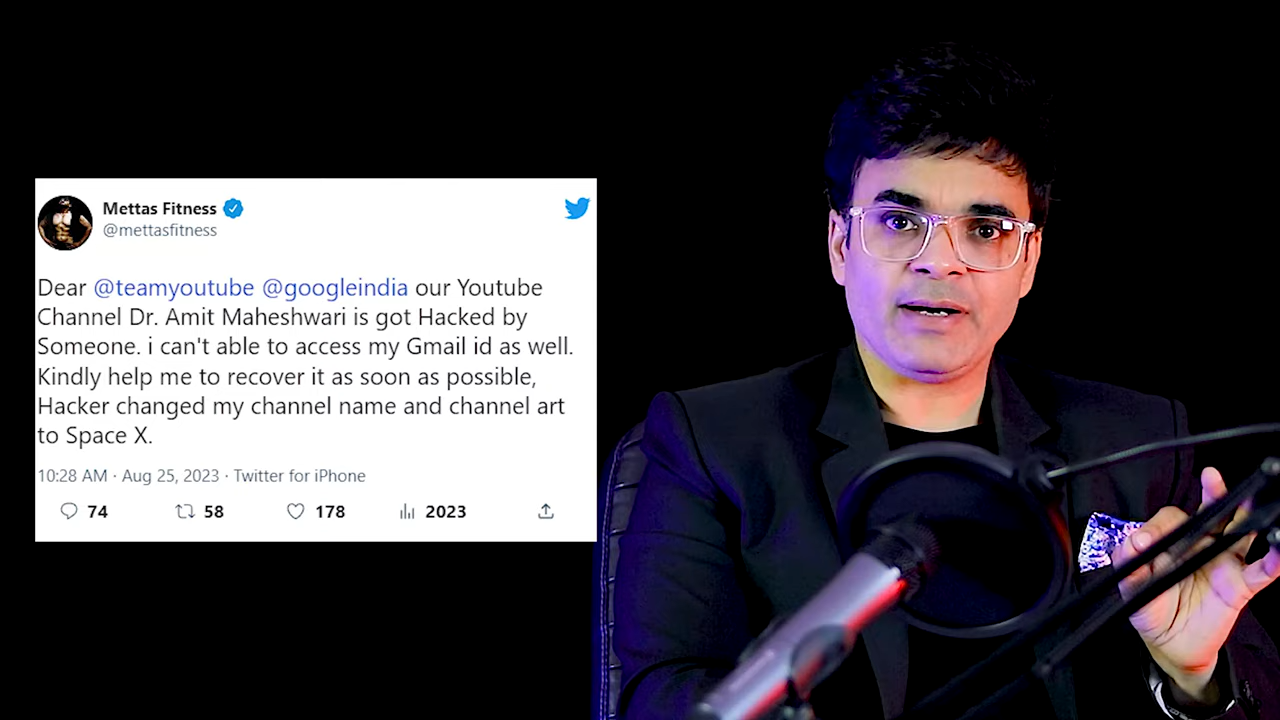 Mettas Fitness
@mettasfitness
Dear @teamyoutube @googleindia our Youtube
Channel Dr. Amit Maheshwari is got Hacked by
Someone. i can't able to access my Gmail id as well.
Kindly help me to recover it as soon as possible,
Hacker changed my channel name and channel art
to Space X.
10:28 AM · Aug 25, 2023 · Twitter for iPhone
74 58 178 2023